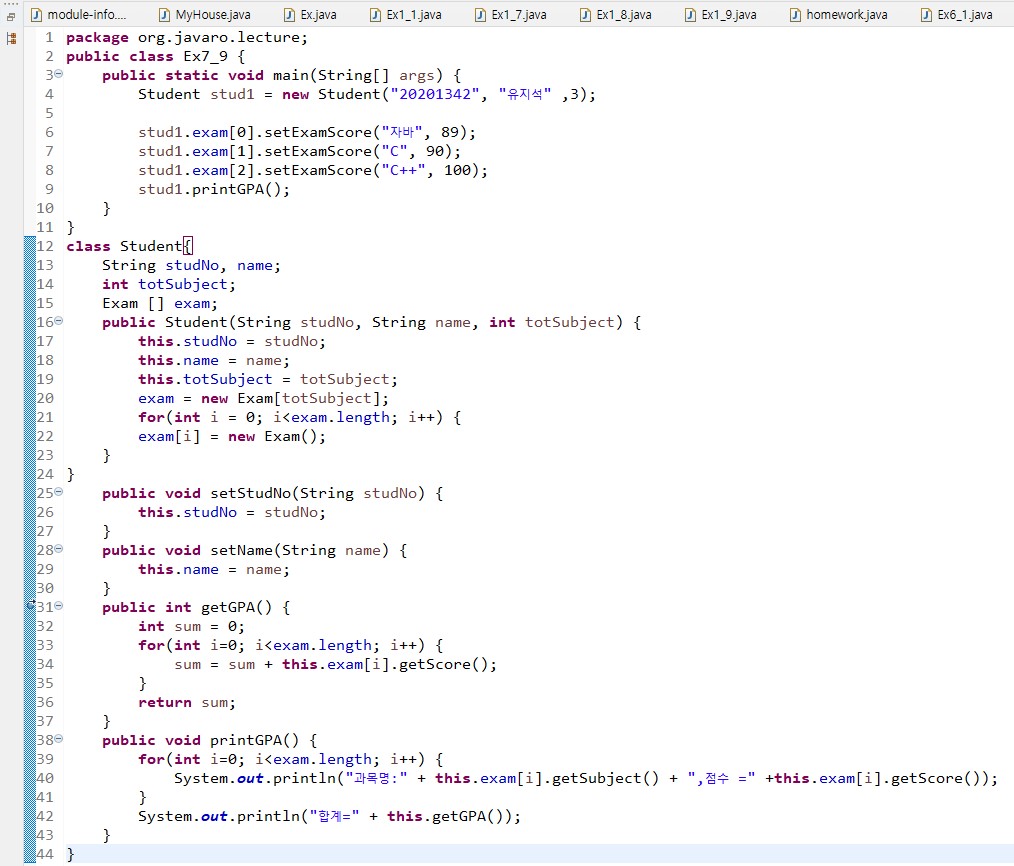 module-info.... MyHouse.java Ex.java Ex1_1.java Ex1_7.java Ex1_8.java Ex1_9.java homework.java Ex6_1.java
1 package org.javaro.lecture;
2 public class Ex7_9 {
3 public static void main(String[] args) {
4 Student stud1 = new Student("20201342", "유지석" ,3);
5
6 stud1.exam[0].setExamScore("자바", 89);
7 stud1.exam[1].setExamScore("C", 90);
8 stud1.exam[2].setExamScore("C++", 100);
9 stud1.printGPA();
10 }
11 }
12 class Student{
13 String studNo, name;
14 int totSubject;
15 Exam [] exam;
16 public Student(String studNo, String name, int totSubject) {
17 this.studNo = studNo;
18 this.name = name;
19 this.totSubject = totSubject;
20 exam = new Exam[totSubject];
21 for(int i = 0; i<exam.length; i++) {
22 exam[i] = new Exam();
23 }
24 }
25 public void setStudNo(String studNo) {
26 this.studNo = studNo;
27 }
28 public void setName(String name) {
29 this.name = name;
30 }
31 public int getGPA() {
32 int sum = 0;
33 for(int i=0; i<exam.length; i++) {
34 sum = sum + this.exam[i].getScore();
35 }
36 return sum;
37 }
38 public void printGPA() {
39 for(int i=0; i<exam.length; i++) {
40 System.out.println("과목명:" + this.exam[i].getSubject() + ",점수 =" +this.exam[i].getScore());
41 }
42 System.out.println("합계=" + this.getGPA());
43 }
44 }